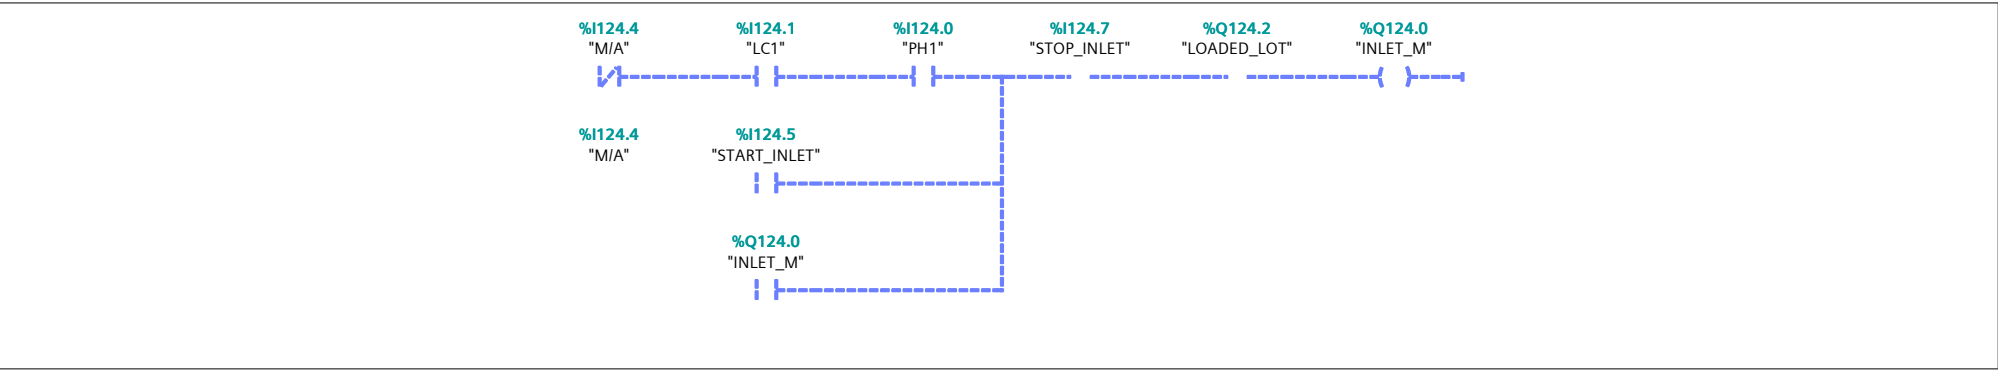 %I124.4 %I124.1 %I124.0 %I124.7 %Q124.2 %Q124.0
"M/A" "LC1" "PH1" "STOP_INLET" "LOADED_LOT" "INLET_M"
%I124.4 %I124.5
"M/A" "START_INLET"
%Q124.0
"INLET_M"